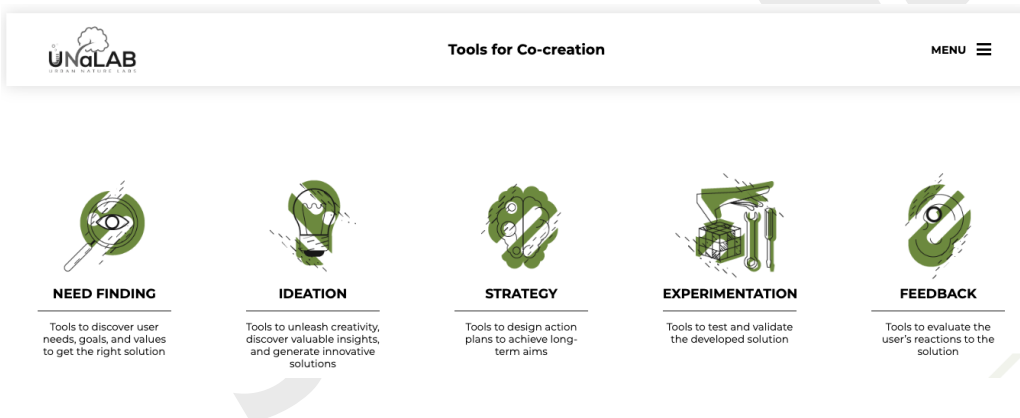 UNaLAB
URBAN NATURE LABS
Tools for Co-creation
MENU
NEED FINDING
Tools to discover user
needs, goals, and values
to get the right solution
IDEATION
Tools to unleash creativity,
discover valuable insights,
and generate innovative
solutions
STRATEGY
Tools to design action
plans to achieve long-
term aims
EXPERIMENTATION
Tools to test and validate
the developed solution
FEEDBACK
Tools to evaluate the
user's reactions to the
solution